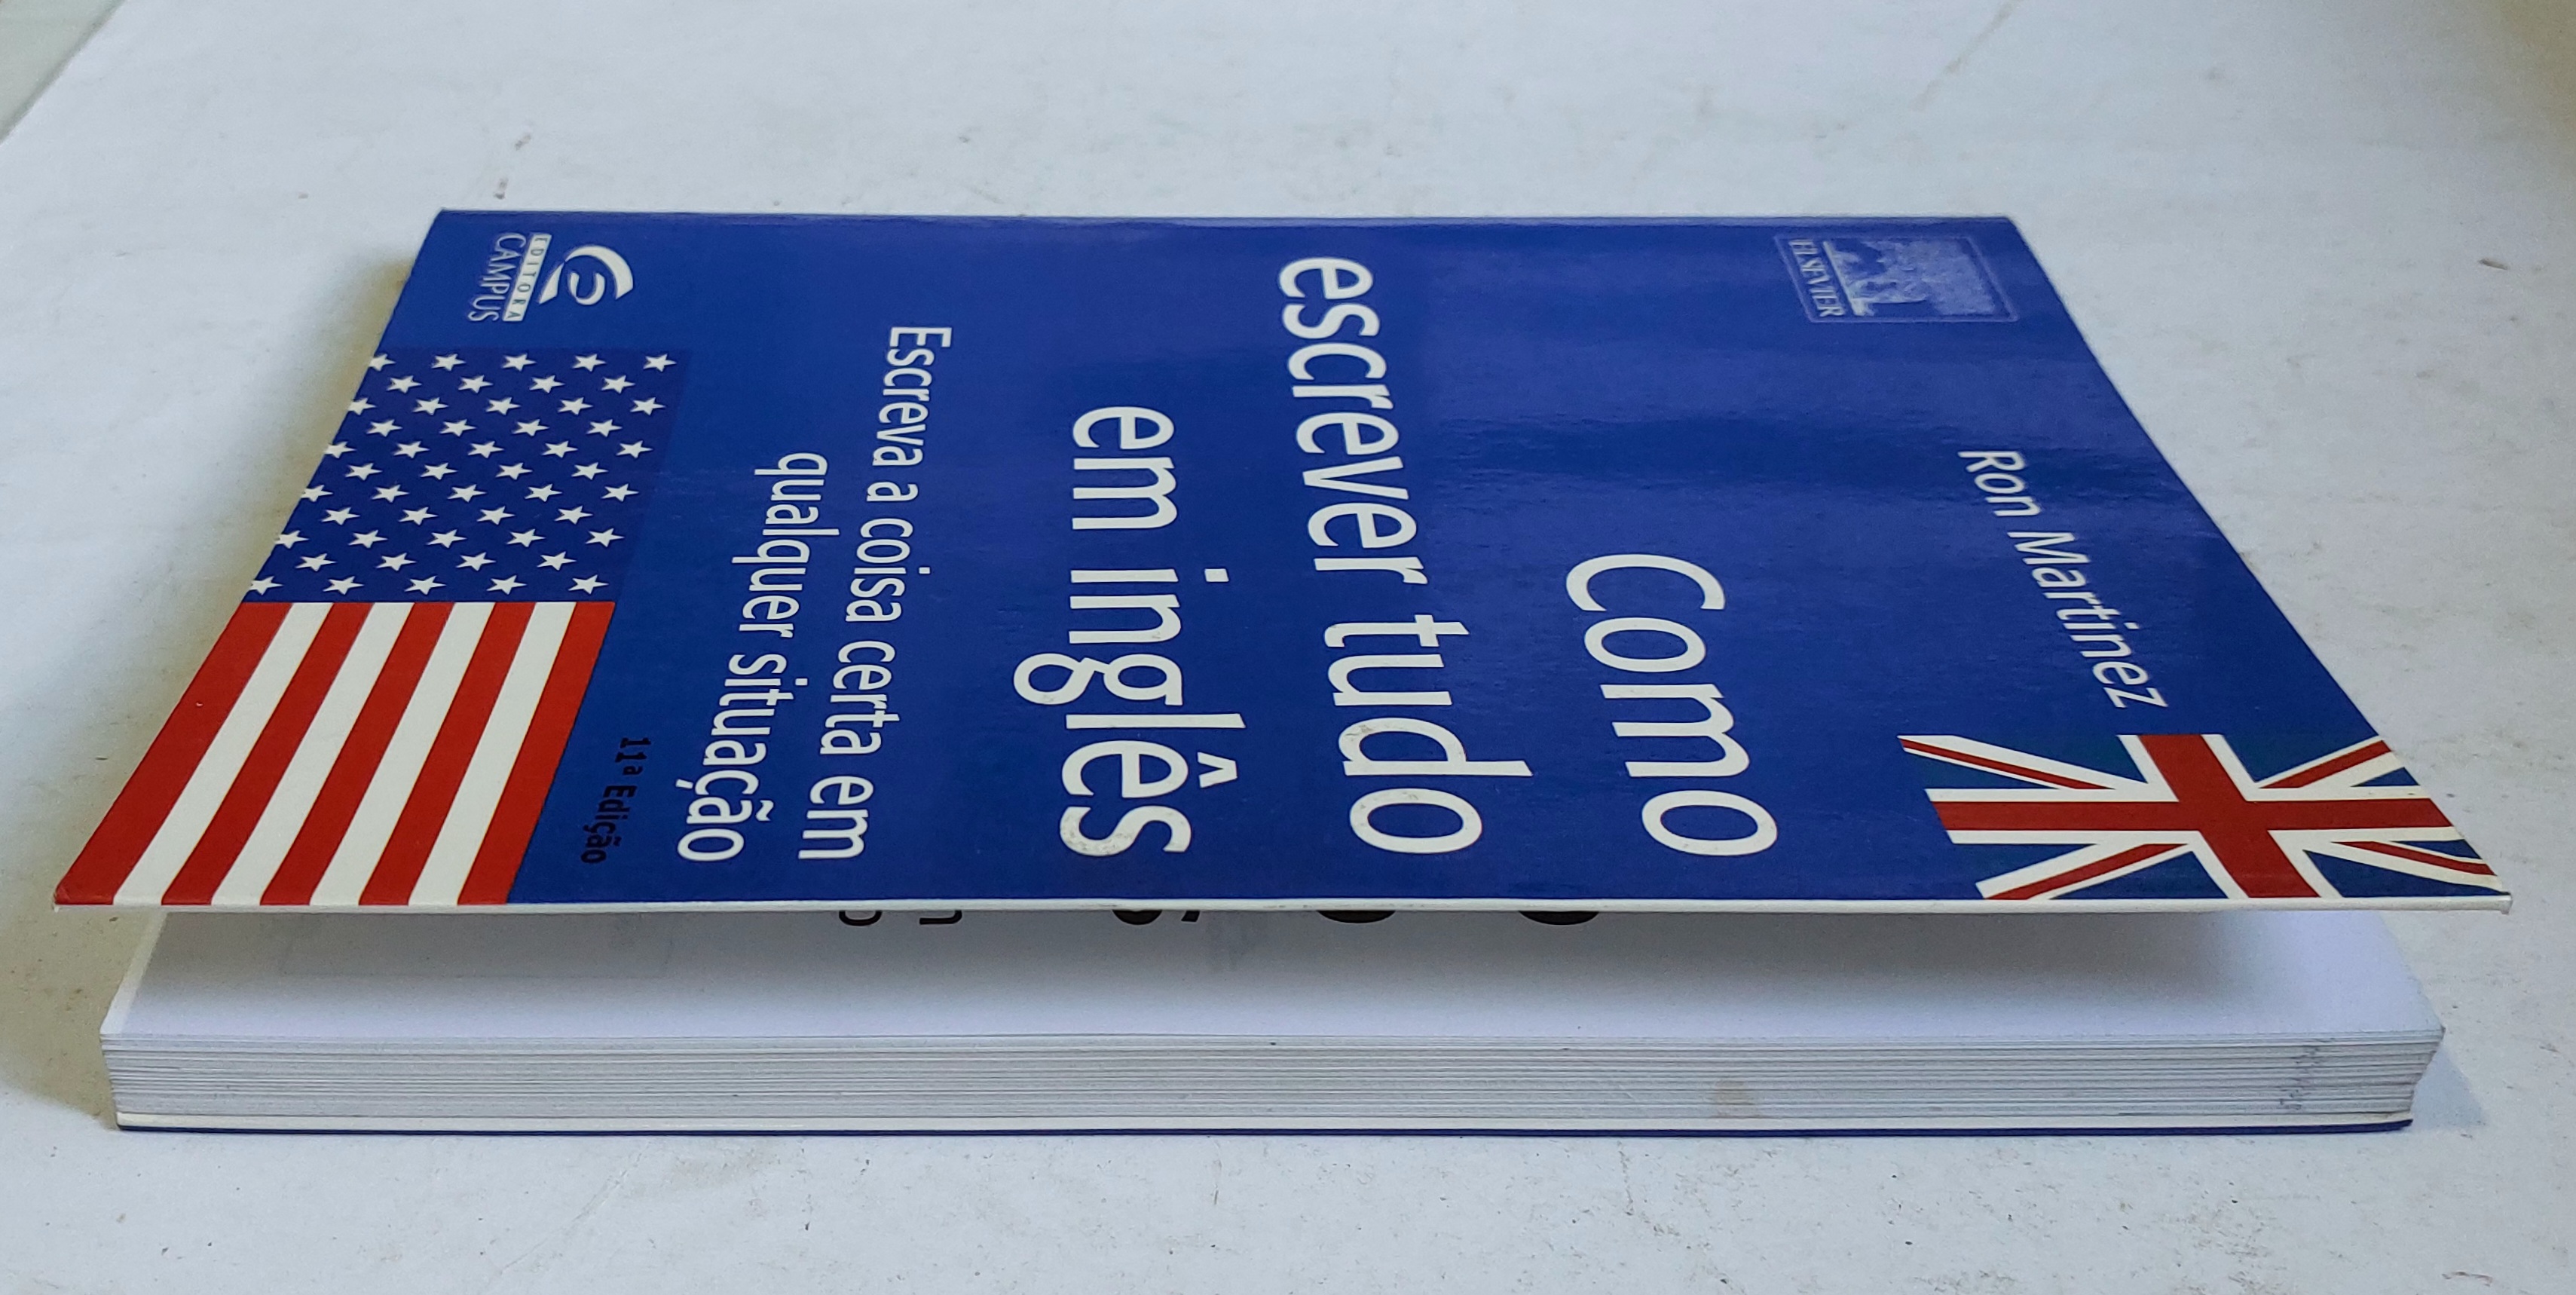 Ron Martinez
ELSEVIER
Como
escrever tudo
em inglês
Escreva a coisa certa em
qualquer situação
11ª Edição
EDITORA
CAMPUS